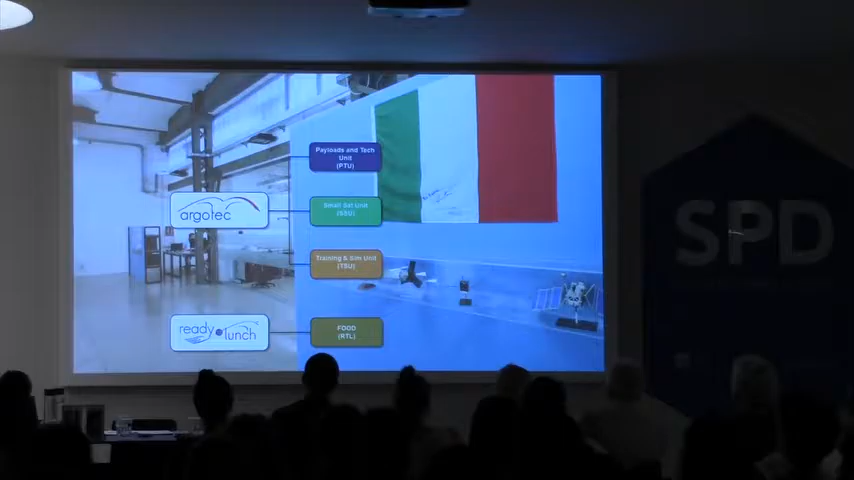 Payloads and Tech
Unit
(PTU)
argotec
Small Sat Unit
(SSU)
Training & Sim Unit
(TSU)
ready lunch
FOOD
(RTL)
SPD